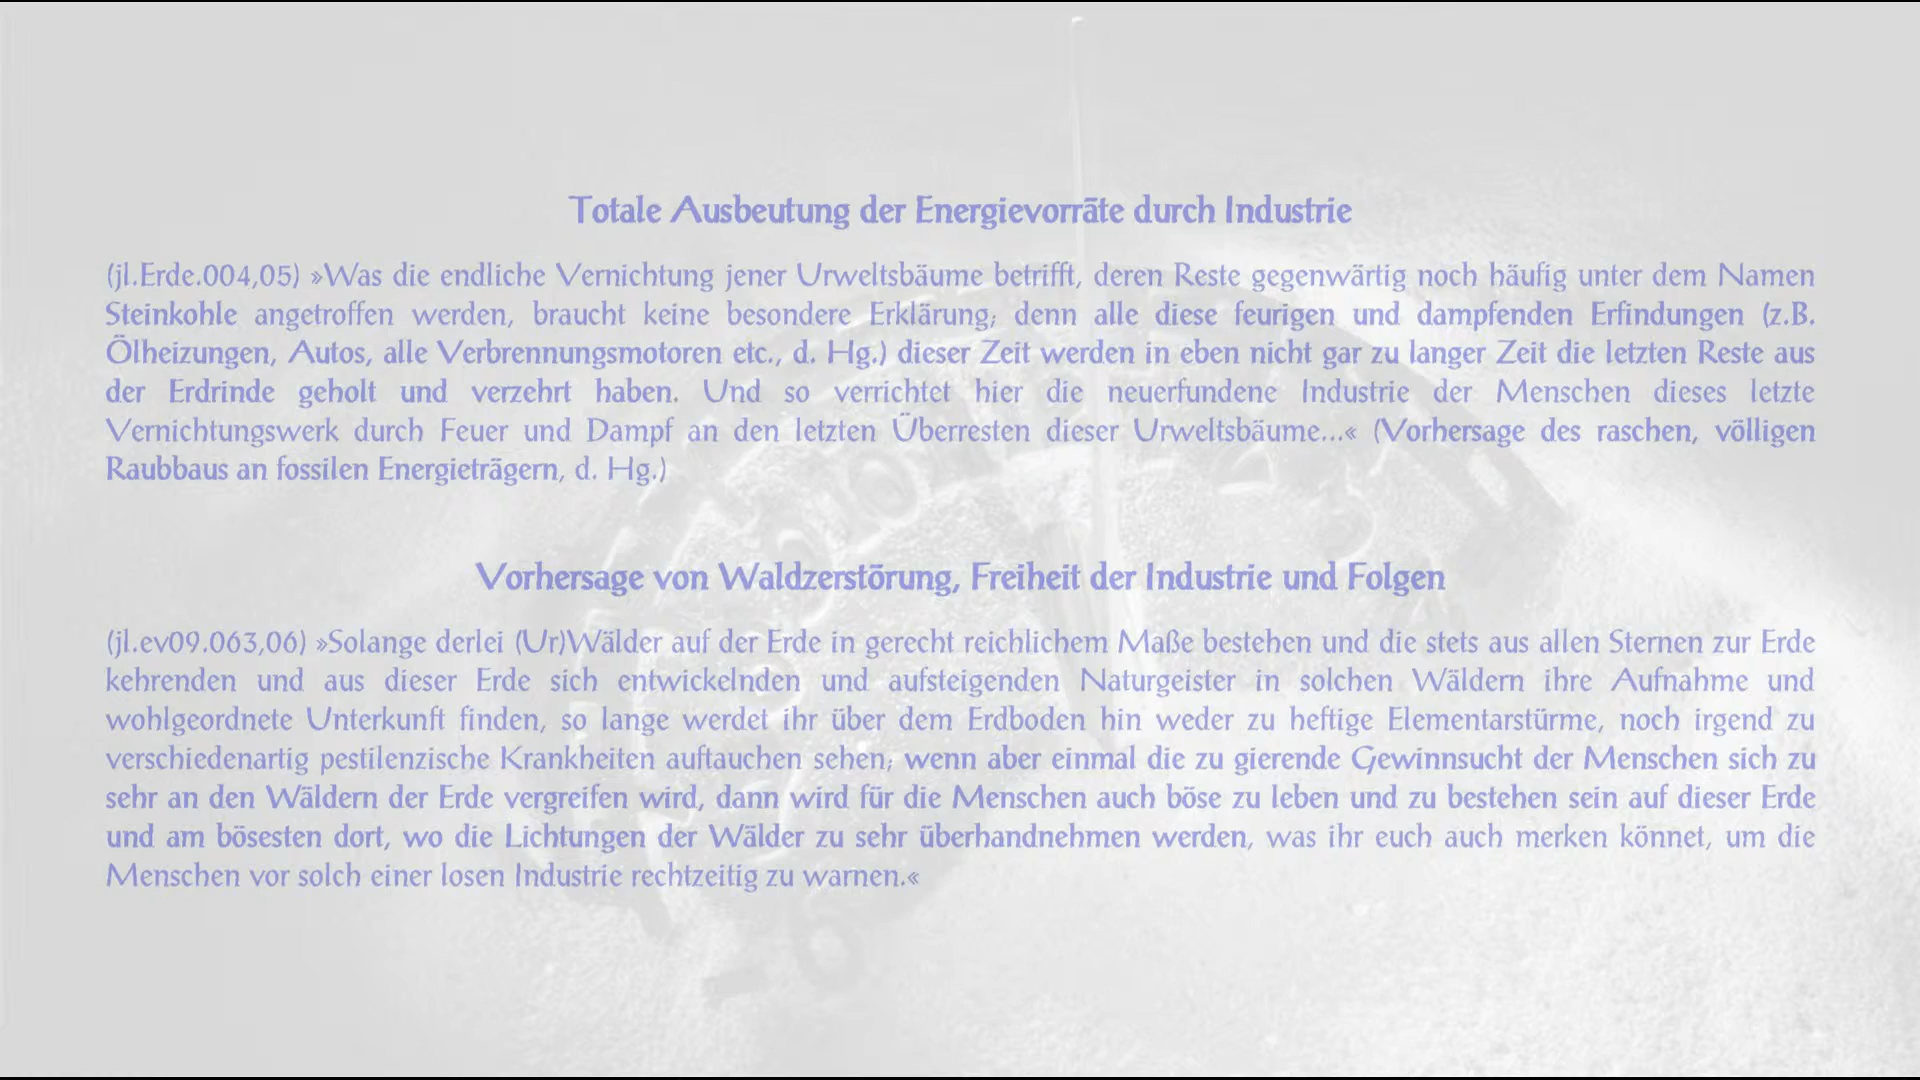 Totale Ausbeutung der Energievorräte durch Industrie
(jl.Erde.004,05) »Was die endliche Vernichtung jener Urweltsbäume betrifft, deren Reste gegenwärtig noch häufig unter dem Namen
Steinkohle angetroffen werden, braucht keine besondere Erklärung; denn alle diese feurigen und dampfenden Erfindungen (z.B.
Ölheizungen, Autos, alle Verbrennungsmotoren etc., d. Hg.) dieser Zeit werden in eben nicht gar zu langer Zeit die letzten Reste aus
der Erdrinde geholt und verzehrt haben. Und so verrichtet hier die neuerfundene Industrie der Menschen dieses letzte
Vernichtungswerk durch Feuer und Dampf an den letzten Überresten dieser Urweltsbäume...« (Vorhersage des raschen, völligen
Raubbaus an fossilen Energieträgern, d. Hg.)
Vorhersage von Waldzerstörung, Freiheit der Industrie und Folgen
(jl.ev09.063,06) »Solange derlei (Ur)Wälder auf der Erde in gerecht reichlichem Maße bestehen und die stets aus allen Sternen zur Erde
kehrenden und aus dieser Erde sich entwickelnden und aufsteigenden Naturgeister in solchen Wäldern ihre Aufnahme und
wohlgeordnete Unterkunft finden, so lange werdet ihr über dem Erdboden hin weder zu heftige Elementarstürme, noch irgend zu
verschiedenartig pestilenzische Krankheiten auftauchen sehen; wenn aber einmal die zu gierende Gewinnsucht der Menschen sich zu
sehr an den Wäldern der Erde vergreifen wird, dann wird für die Menschen auch böse zu leben und zu bestehen sein auf dieser Erde
und am bösesten dort, wo die Lichtungen der Wälder zu sehr überhandnehmen werden, was ihr euch auch merken könnet, um die
Menschen vor solch einer losen Industrie rechtzeitig zu warnen.«